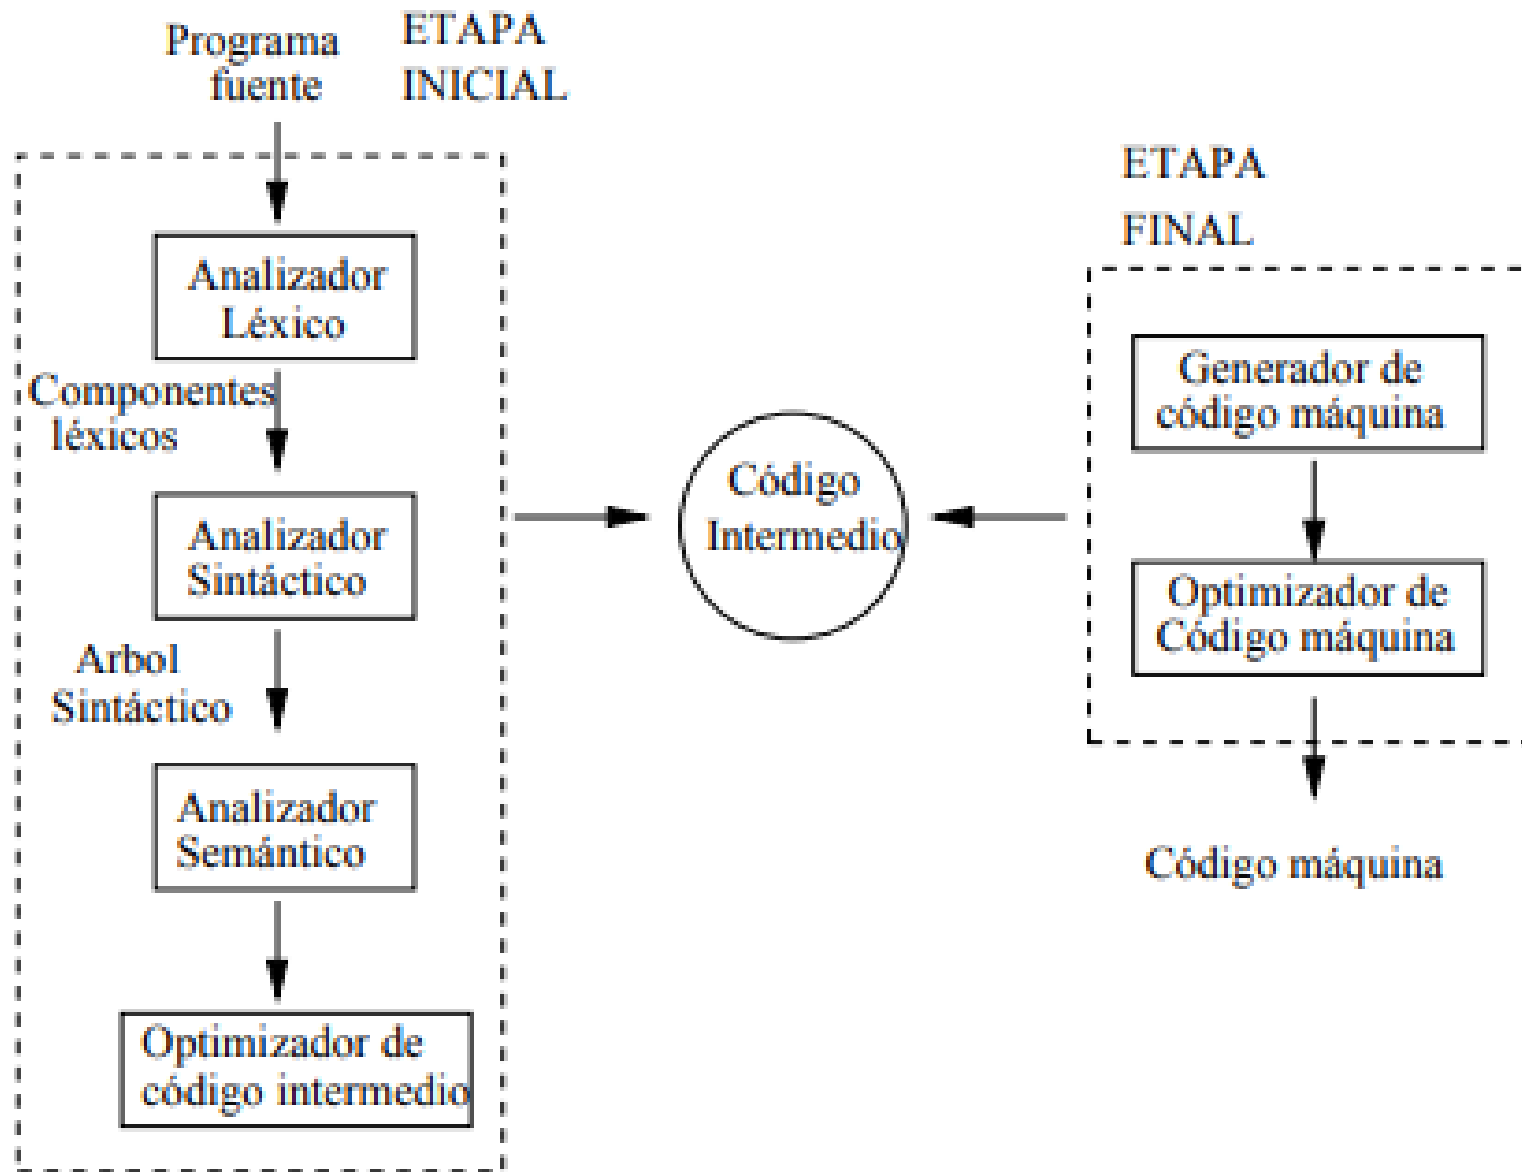 Programa
fuente
ETAPA
INICIAL
Analizador
Léxico
Componentes
léxicos
Analizador
Sintáctico
Arbol
Sintáctico
Analizador
Semántico
Optimizador de
código intermedio
Código
Intermedio
ETAPA
FINAL
Generador de
código máquina
Optimizador de
Código máquina
Código máquina